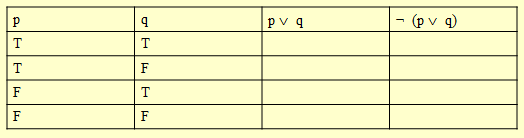 p q p ∨ q ¬ (p ∨ q)
T T
T F
F T
F F